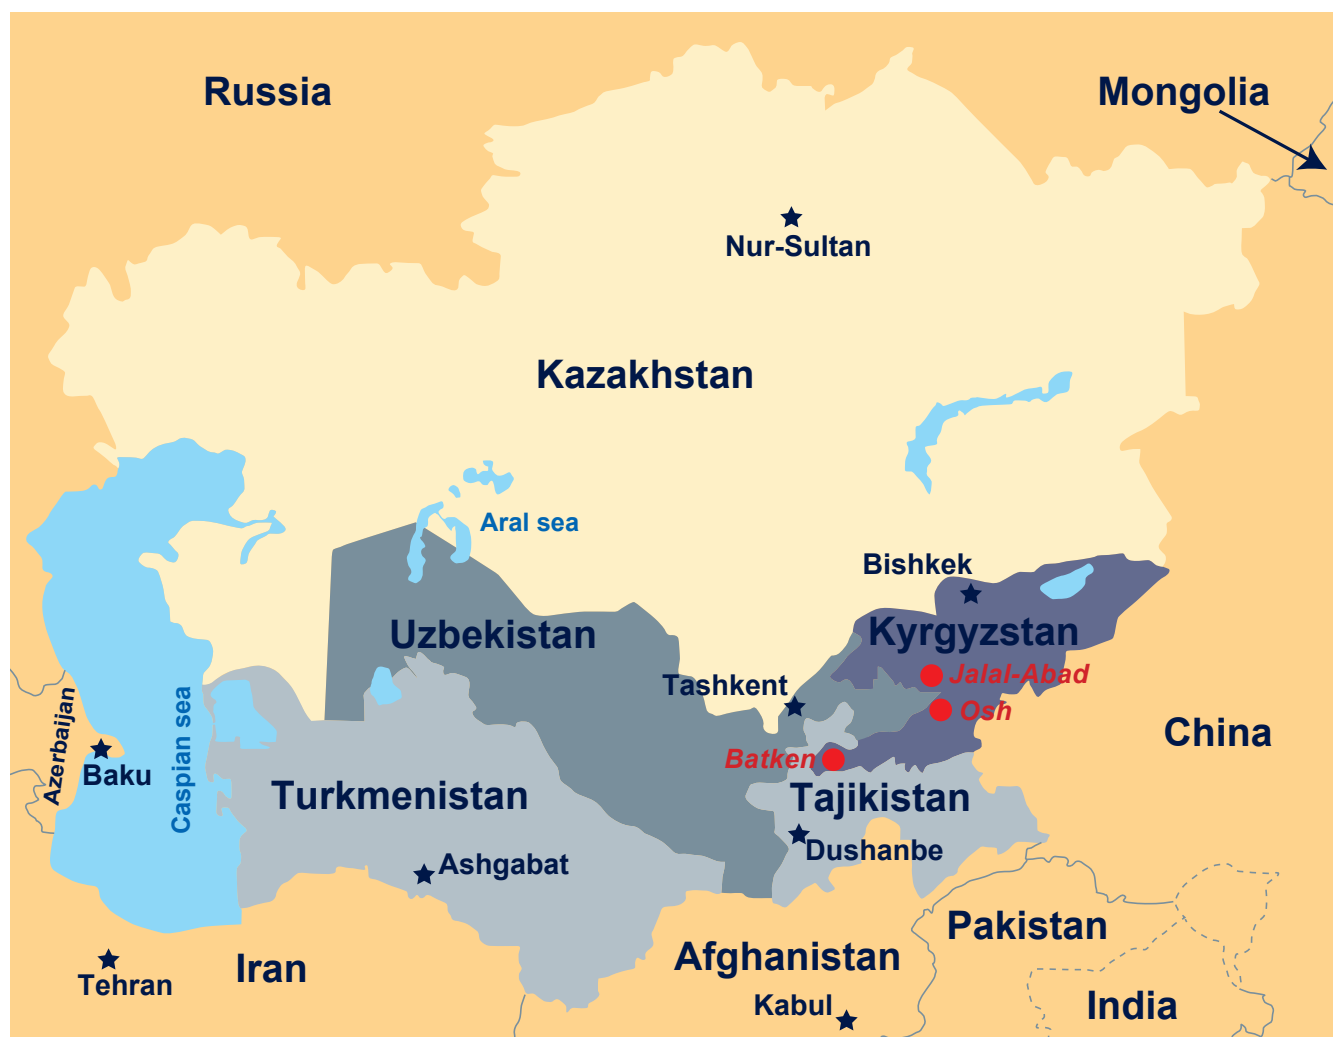 Russia
Mongolia
Nur-Sultan
Kazakhstan
Aral sea
Bishkek
Uzbekistan
Kyrgyzstan
Jalal-Abad
Tashkent
Osh
Azerbaijan
Caspian sea
China
Batken
Baku
Turkmenistan
Tajikistan
Dushanbe
Ashgabat
Pakistan
Afghanistan
Iran
Tehran
Kabul
India